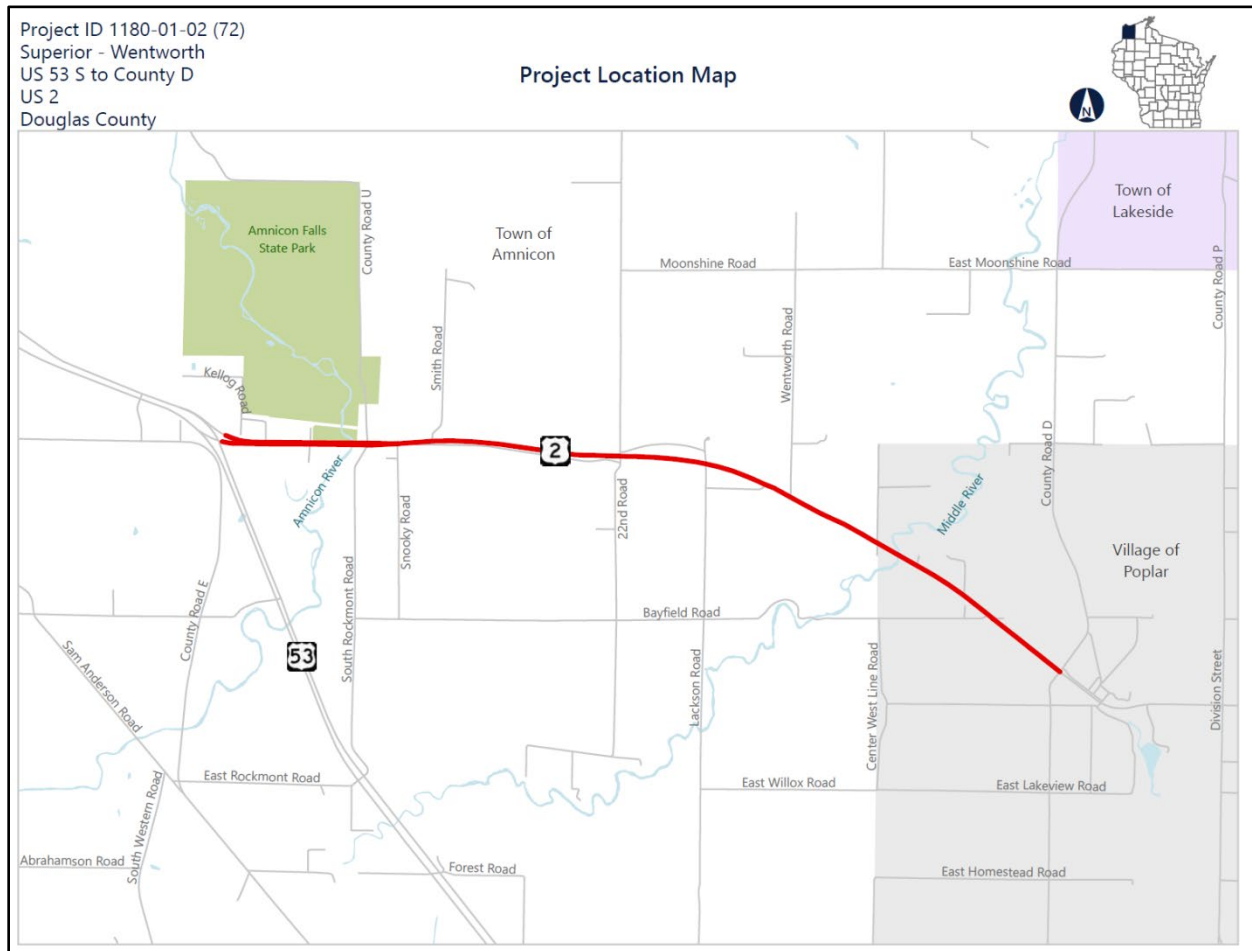 Project ID 1180-01-02 (72)
Superior - Wentworth
US 53 S to County D
US 2
Douglas County
Project Location Map
N
Town of
Lakeside
Amnicon Falls
State Park
County Road U
Town of
Amnicon
Moonshine Road
East Moonshine Road
County Road P
Kellog Road
Smith Road
Wentworth Road
2
County Road D
Amnicon River
Snooky Road
22nd Road
Middle River
Village of
Poplar
County Road E
53
South Rockmont Road
Bayfield Road
Sam Anderson Road
Lackson Road
Center West Line Road
Division Street
East Rockmont Road
East Willox Road
East Lakeview Road
South Western Road
Abrahamson Road
Forest Road
East Homestead Road